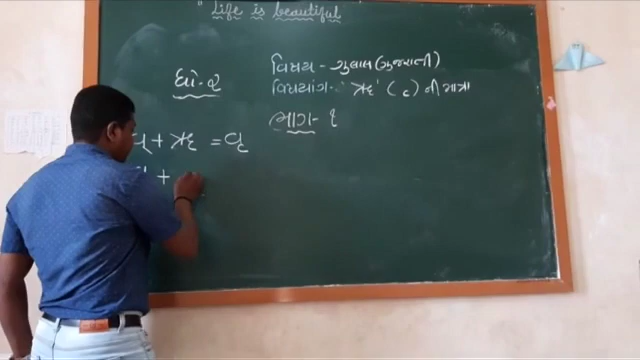 " Life is beautiful
વિષય - ગુલાલ (ગુજરાતી)
ધો-૨
વિષયાંગ - 'ઋ' ( ૃ ) ની માત્રા
ભાગ - ૧
વ્ + ઋ = વૃ
+